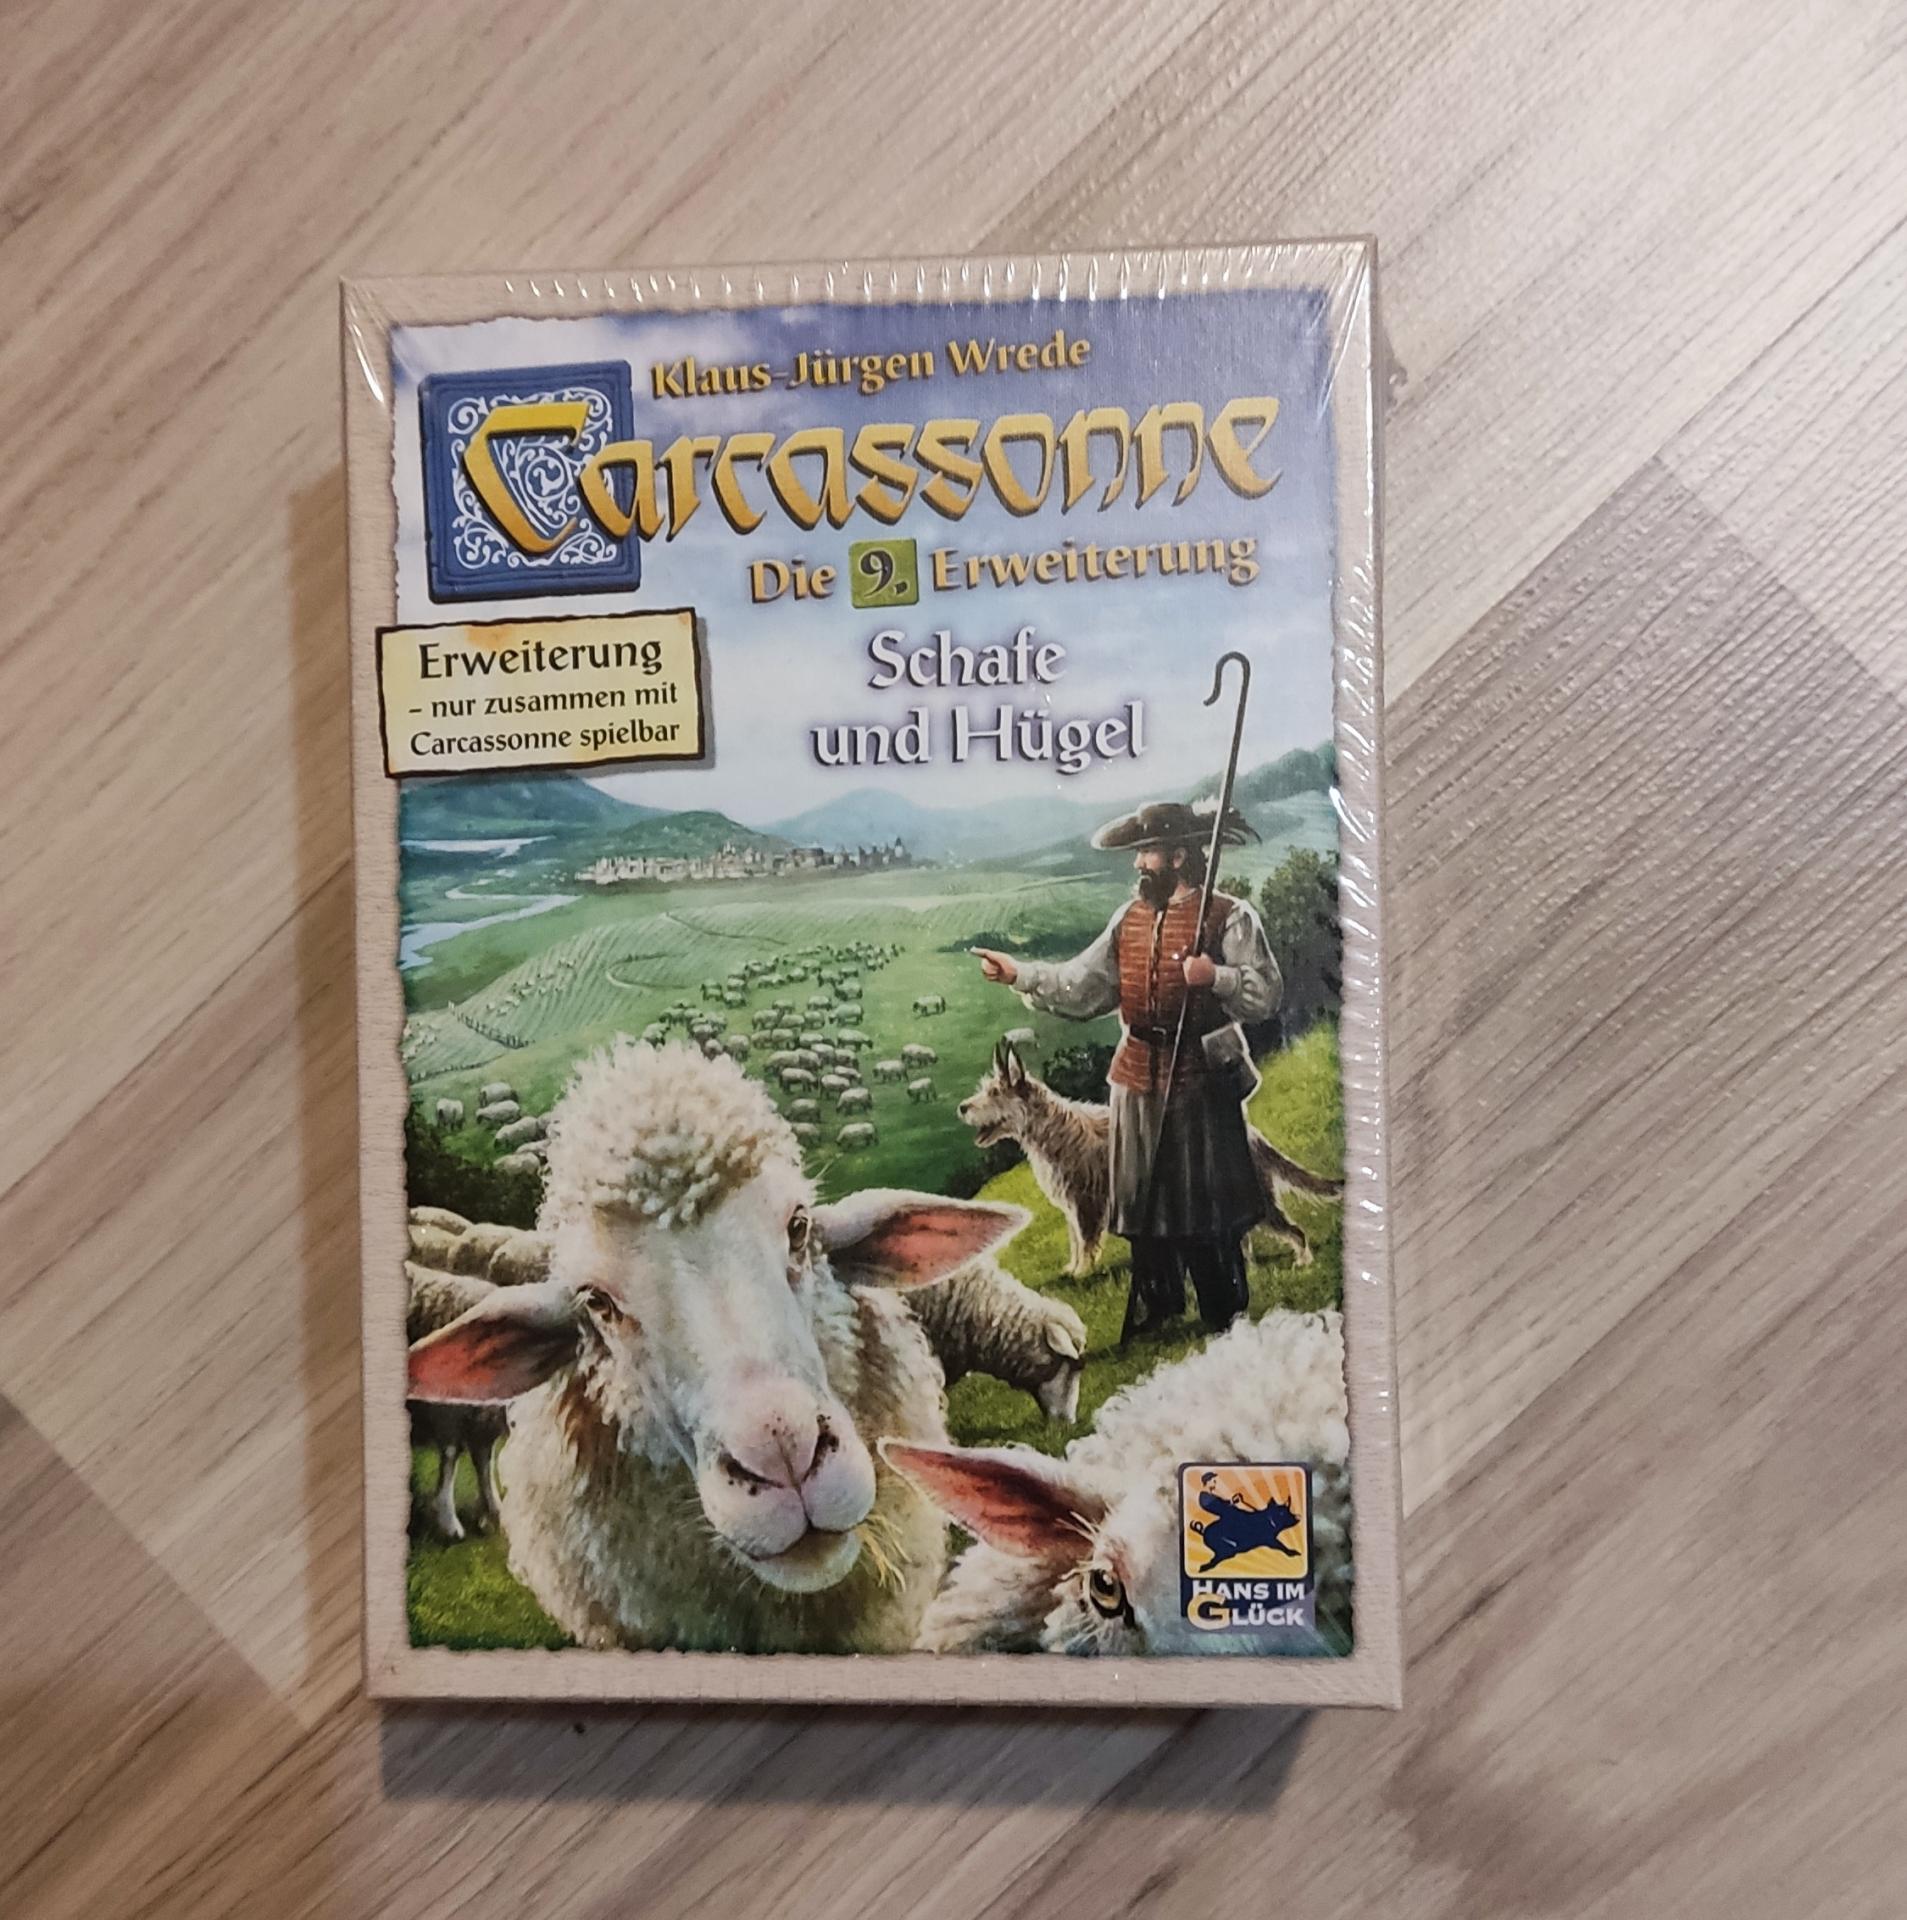 Klaus-Jürgen Wrede
Carcassonne
Die 9. Erweiterung
Erweiterung
– nur zusammen mit
Carcassonne spielbar
Schafe
und Hügel
HANS IM
GLÜCK